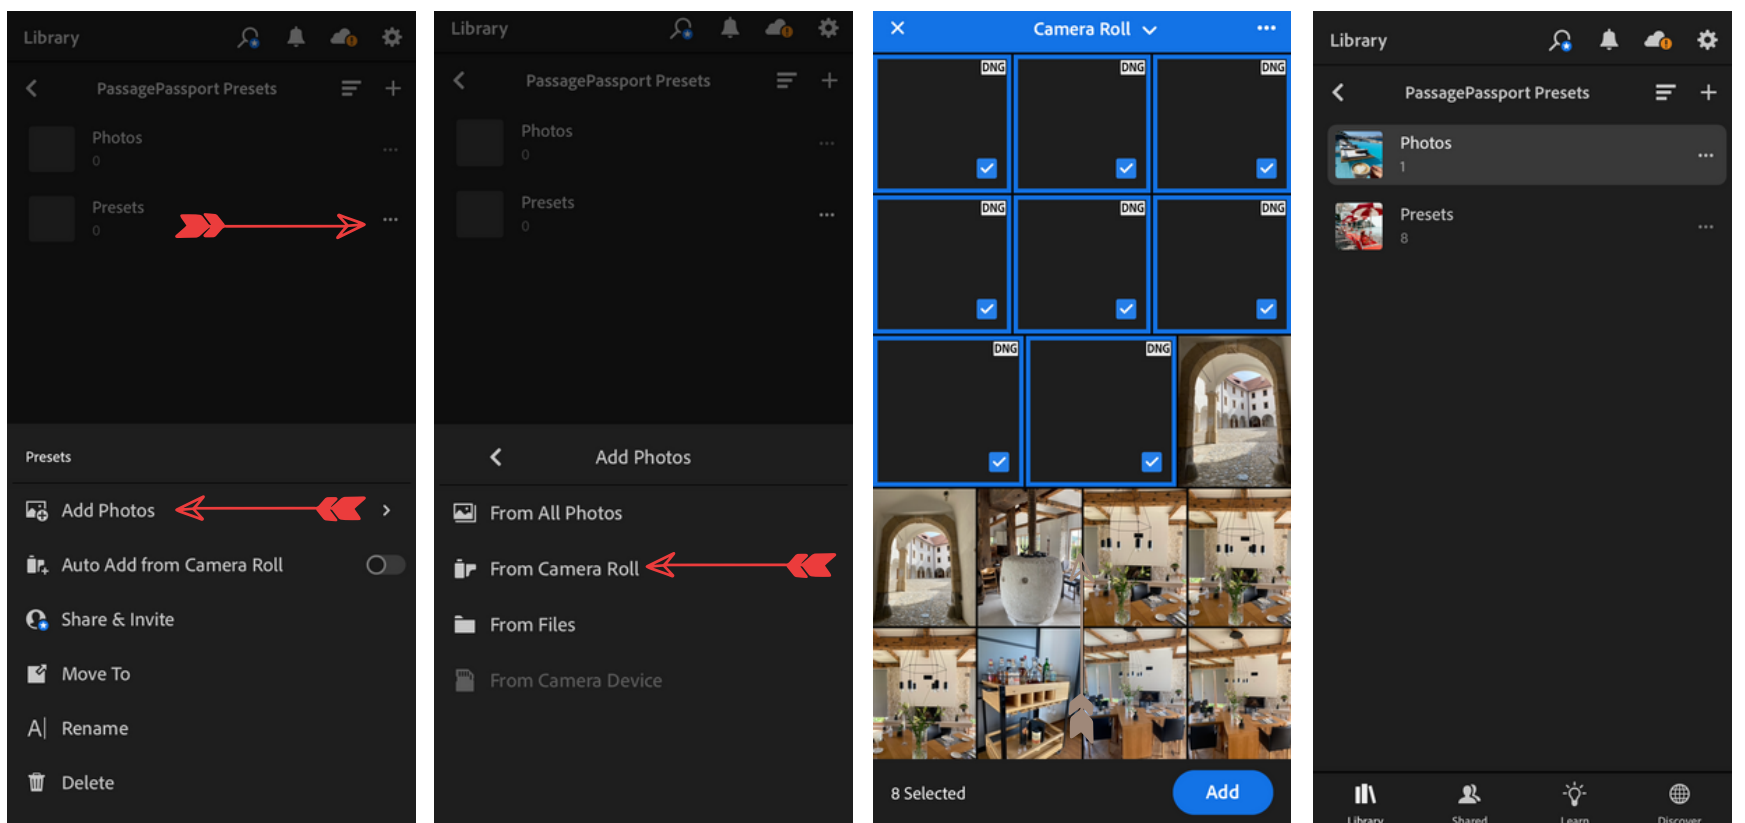 Library
PassagePassport Presets
Photos
0
Presets
0
Presets
Add Photos
Auto Add from Camera Roll
Share & Invite
Move To
Rename
Delete
Library
PassagePassport Presets
Photos
0
Presets
0
Add Photos
From All Photos
From Camera Roll
From Files
From Camera Device
Camera Roll
DNG DNG DNG
DNG DNG DNG
DNG DNG
8 Selected
Add
Library
PassagePassport Presets
Photos
1
Presets
8
Library Shared Learn Discover